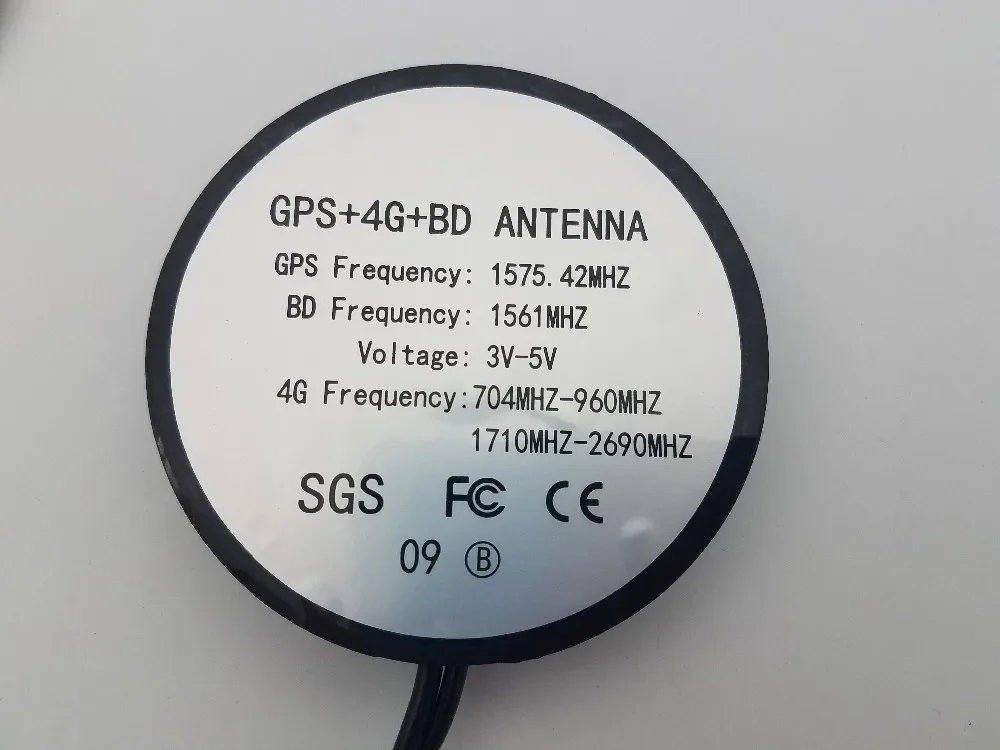 GPS+4G+BD ANTENNA
GPS Frequency: 1575.42MHZ
BD Frequency: 1561MHZ
Voltage: 3V-5V
4G Frequency:704MHZ-960MHZ
1710MHZ-2690MHZ
SGS FC CE
09 Ⓑ